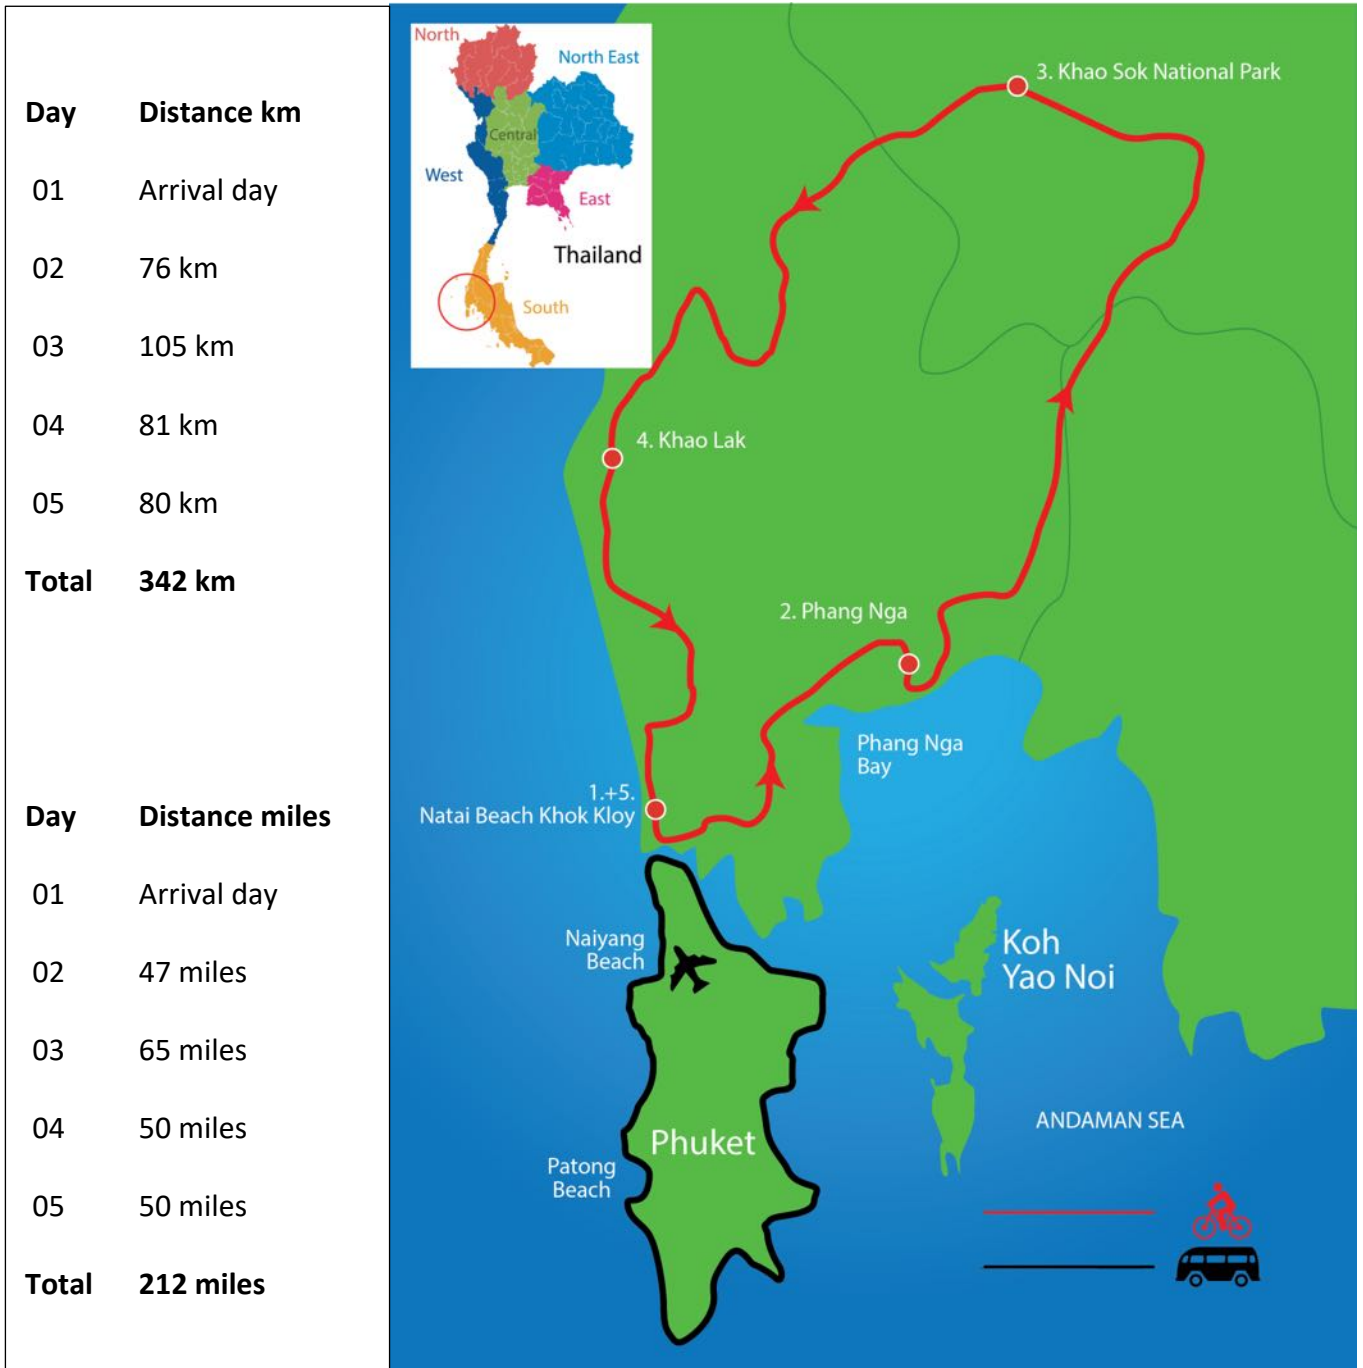 Day Distance km
01 Arrival day
02 76 km
03 105 km
04 81 km
05 80 km
Total 342 km
Day Distance miles
01 Arrival day
02 47 miles
03 65 miles
04 50 miles
05 50 miles
Total 212 miles
North
North East
Central
West
East
Thailand
South
3. Khao Sok National Park
4. Khao Lak
2. Phang Nga
Phang Nga
Bay
1.+5.
Natai Beach Khok Kloy
Naiyang
Beach
Koh
Yao Noi
Phuket
ANDAMAN SEA
Patong
Beach